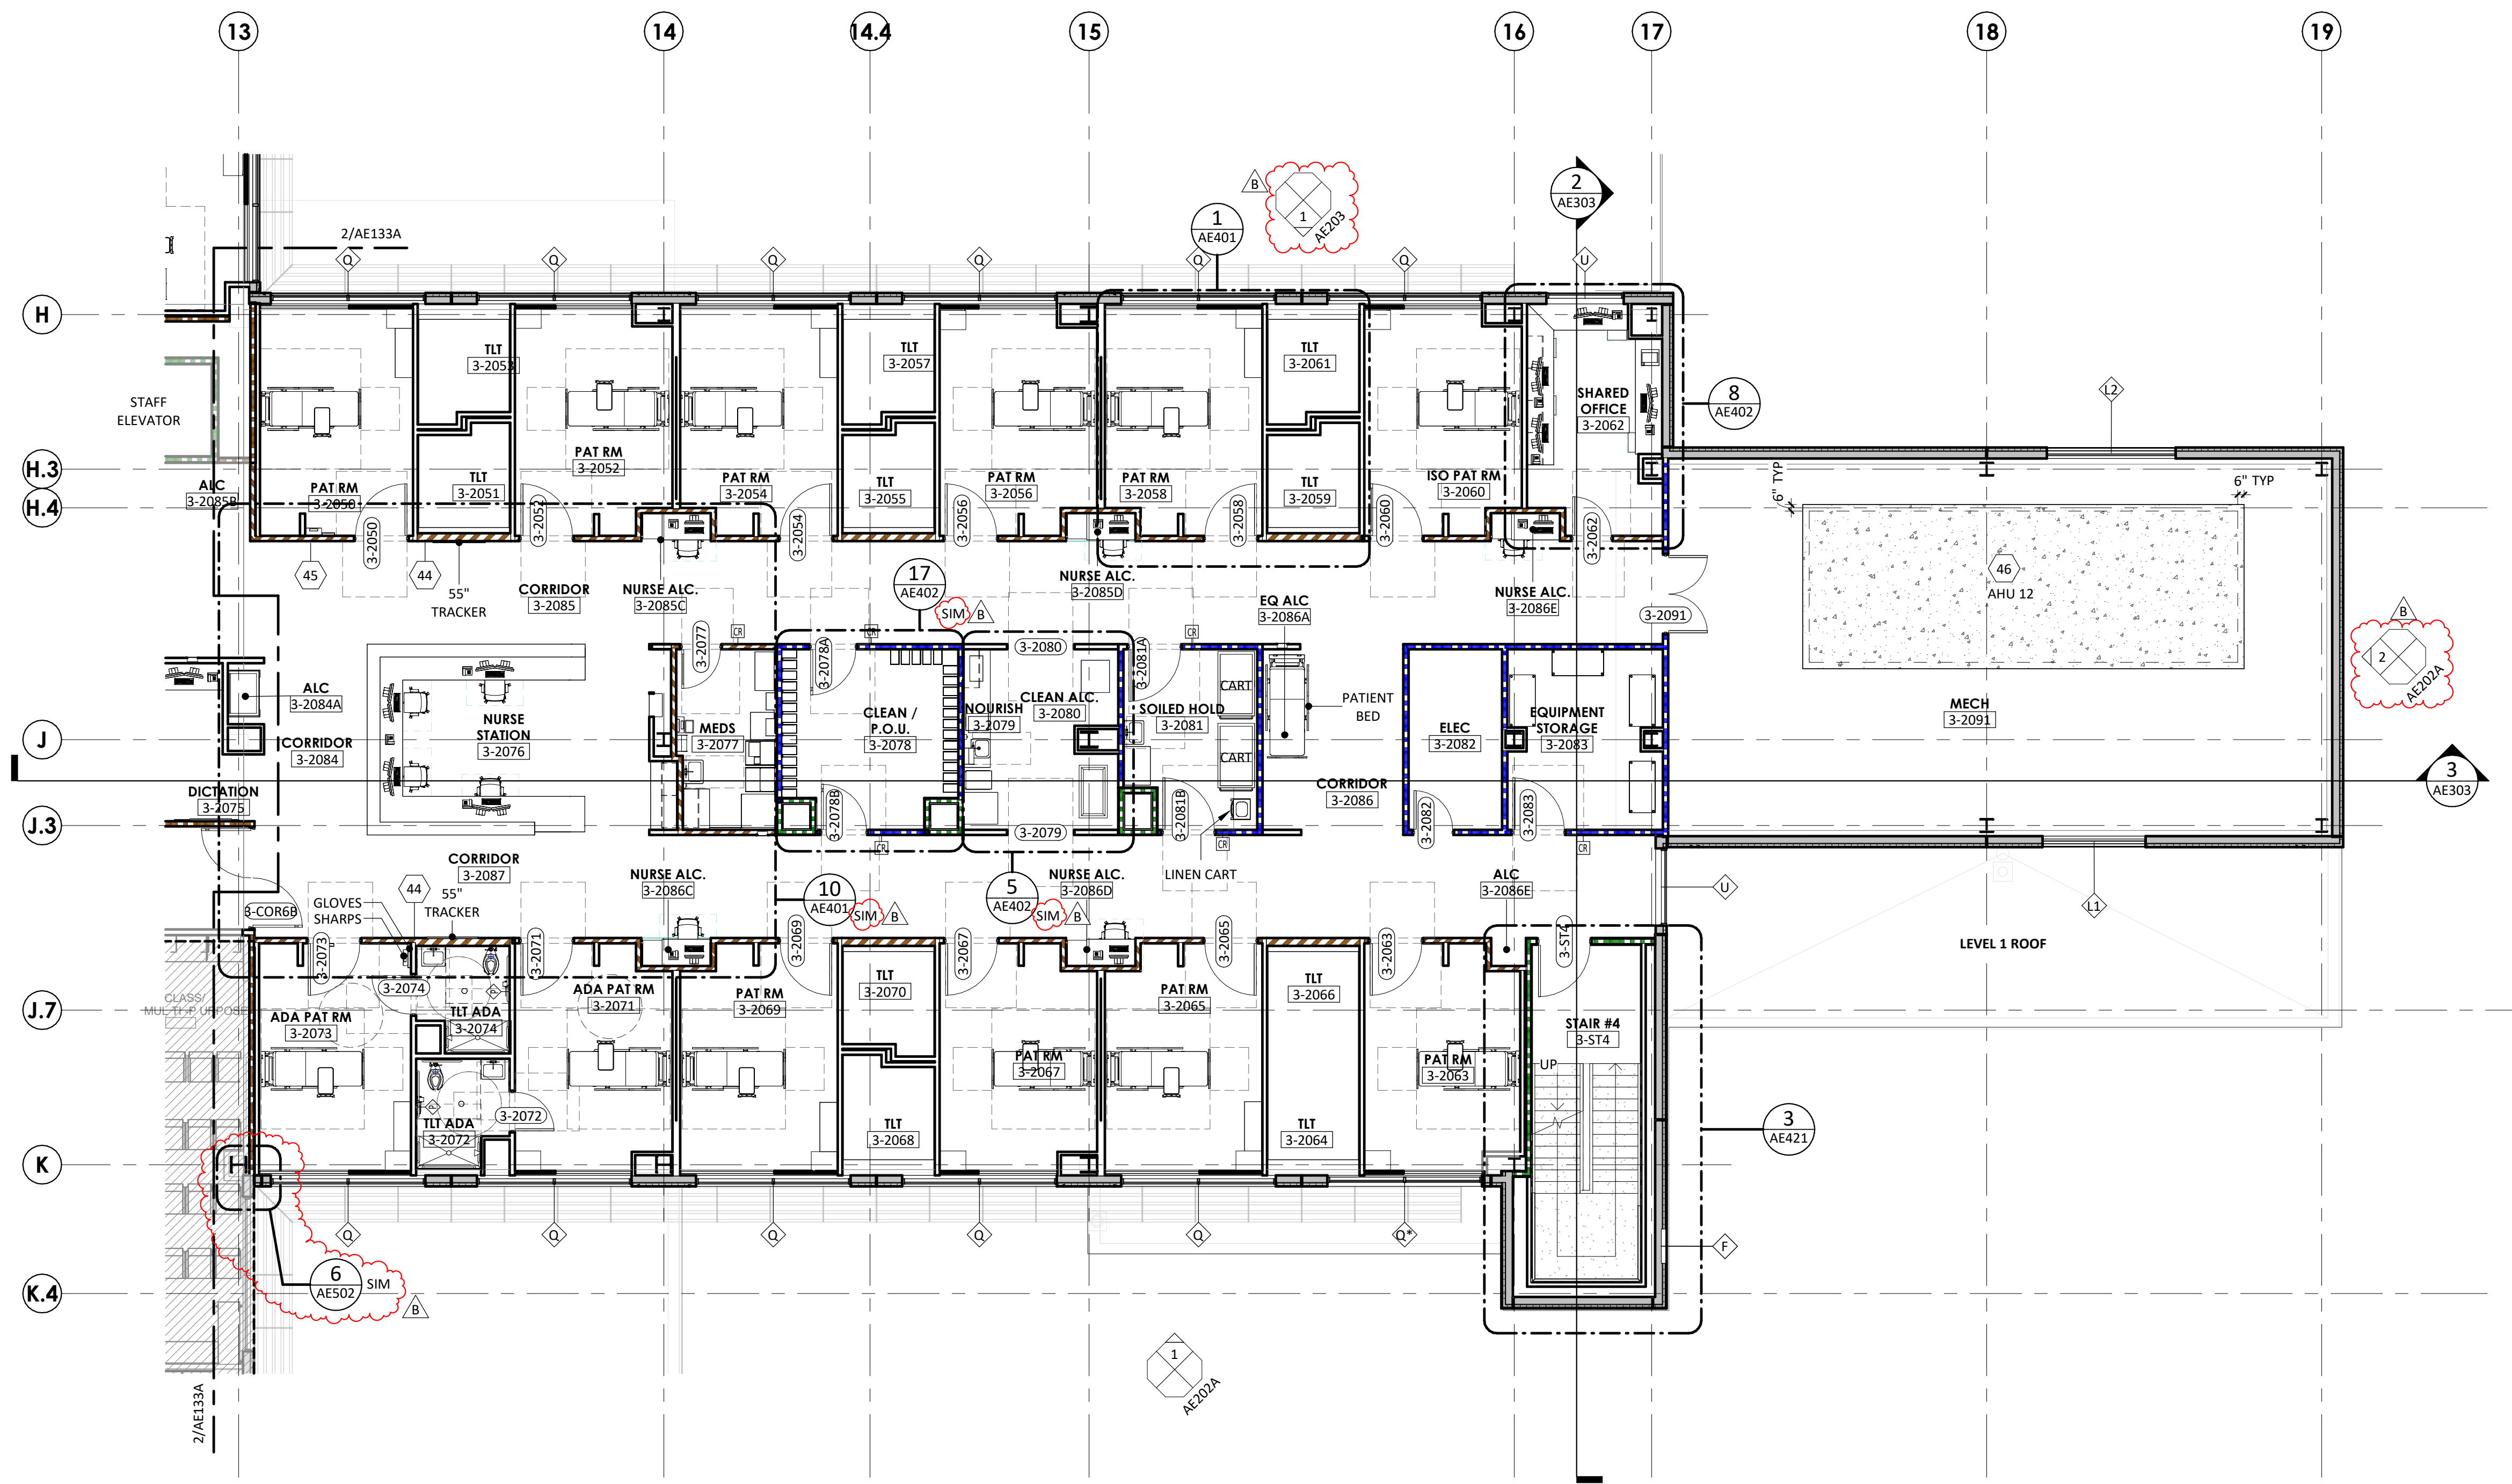 13
14
14.4
15
16
17
18
19
B
1
AE203
2
AE303
1
AE401
2/AE133A
Q
Q
Q
Q
Q
Q
U
H
TLT
3-2053
TLT
3-2057
TLT
3-2061
STAFF
ELEVATOR
SHARED
OFFICE
3-2062
8
AE402
L2
H.3
PAT RM
3-2052
ALC
3-2085B
PAT RM
3-2050
TLT
3-2051
PAT RM
3-2054
TLT
3-2055
PAT RM
3-2056
PAT RM
3-2058
TLT
3-2059
ISO PAT RM
3-2060
6" TYP
6" TYP
H.4
3-2050
3-2052
3-2054
3-2056
3-2058
3-2060
3-2062
45
44
55"
TRACKER
CORRIDOR
3-2085
NURSE ALC.
3-2085C
17
AE402
SIM
B
NURSE ALC.
3-2085D
EQ ALC
3-2086A
NURSE ALC.
3-2086E
3-2091
46
AHU 12
B
2
AE202A
3-2077
CR
3-2078A
CR
3-2080
3-2081A
CR
ALC
3-2084A
NURSE
STATION
3-2076
MEDS
3-2077
CLEAN /
P.O.U.
3-2078
NOURISH
3-2079
CLEAN ALC.
3-2080
SOILED HOLD
3-2081
CART
CART
PATIENT
BED
ELEC
3-2082
EQUIPMENT
STORAGE
3-2083
MECH
3-2091
J
CORRIDOR
3-2084
CORRIDOR
3-2086
3
AE303
DICTATION
3-2075
J.3
3-2078B
3-2079
3-2081B
3-2082
3-2083
CR
CR
CR
CORRIDOR
3-2087
44
55"
TRACKER
GLOVES
SHARPS
3-COR6B
NURSE ALC.
3-2086C
10
AE401
SIM
B
5
AE402
SIM
B
NURSE ALC.
3-2086D
LINEN CART
ALC
3-2086E
U
L1
LEVEL 1 ROOF
3-2073
3-2074
3-2071
3-2069
3-2067
3-2065
3-2063
3-ST4
J.7
CLASS/
MULTI-PURPOSE
ADA PAT RM
3-2073
TLT ADA
3-2074
P
ADA PAT RM
3-2071
PAT RM
3-2069
TLT
3-2070
PAT RM
3-2065
TLT
3-2066
STAIR #4
3-ST4
UP
PAT RM
3-2067
PAT RM
3-2063
P
3-2072
TLT ADA
3-2072
TLT
3-2068
TLT
3-2064
3
AE421
K
Q
Q
Q
Q
Q
Q*
F
K.4
6
AE502
SIM
B
1
AE202A
2/AE133A